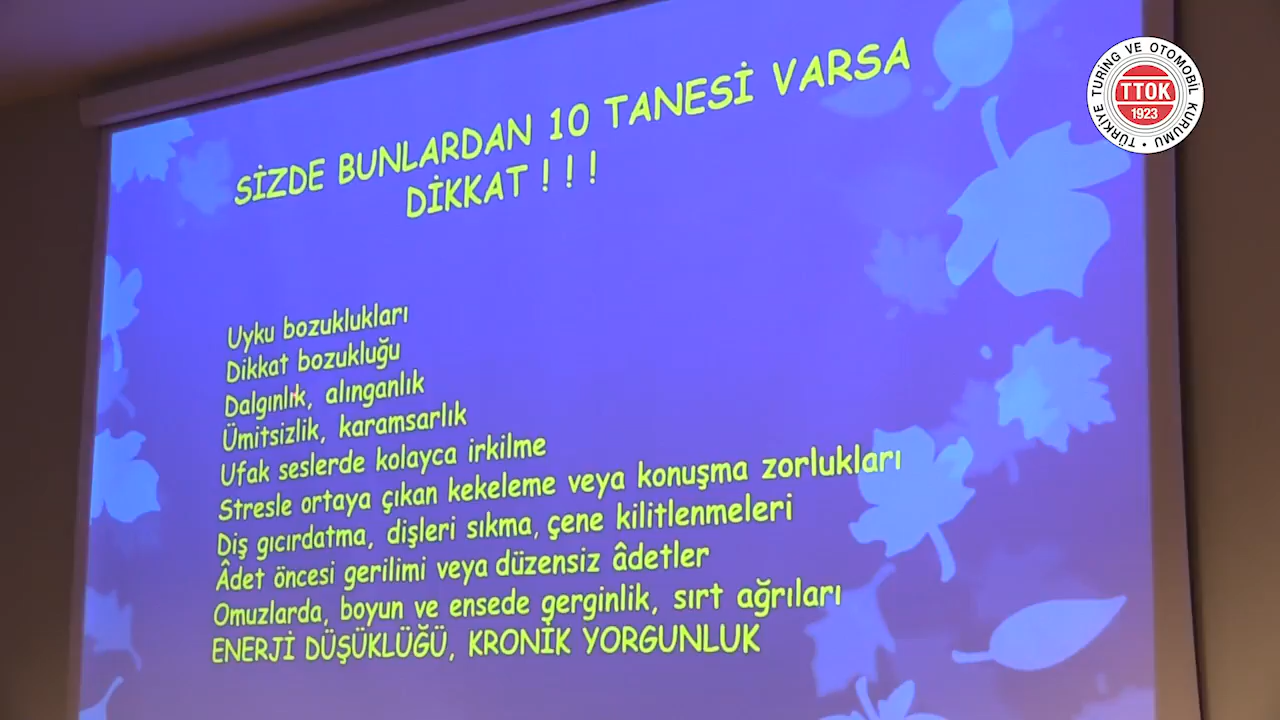 SİZDE BUNLARDAN 10 TANESİ VARSA
DİKKAT ! ! !
Uyku bozuklukları
Dikkat bozukluğu
Dalgınlık, alınganlık
Ümitsizlik, karamsarlık
Ufak seslerde kolayca irkilme
Stresle ortaya çıkan kekeleme veya konuşma zorlukları
Diş gıcırdatma, dişleri sıkma, çene kilitlenmeleri
Âdet öncesi gerilimi veya düzensiz âdetler
Omuzlarda, boyun ve ensede gerginlik, sırt ağrıları
ENERJİ DÜŞÜKLÜĞÜ, KRONİK YORGUNLUK
TÜRKİYE TURING VE OTOMOBİL KURUMU
TTOK
1923